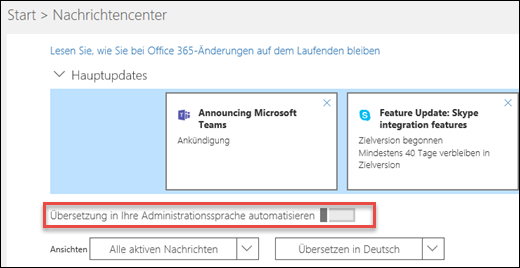 Start > Nachrichtencenter
Lesen Sie, wie Sie bei Office 365-Änderungen auf dem Laufenden bleiben
Hauptupdates
Announcing Microsoft
Teams
Ankündigung
Feature Update: Skype
integration features
Zielversion begonnen
Mindestens 40 Tage verbleiben in
Zielversion
Übersetzung in Ihre Administrationssprache automatisieren
Ansichten Alle aktiven Nachrichten Übersetzen in Deutsch